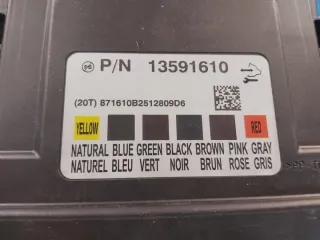 P/N 13591610
(20T) 871610B2512809D6
YELLOW RED
NATURAL BLUE GREEN BLACK BROWN PINK GRAY
NATUREL BLEU VERT NOIR BRUN ROSE GRIS